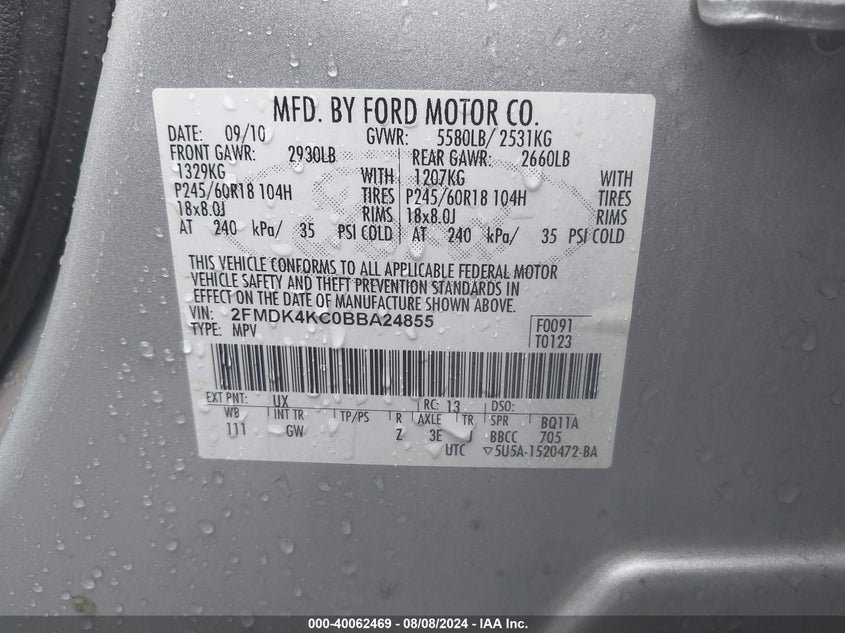 MFD. BY FORD MOTOR CO.
DATE: 09/10 GVWR: 5580LB/ 2531KG
FRONT GAWR: 2930LB REAR GAWR: 2660LB
1329KG WITH 1207KG WITH
P245/60R18 104H TIRES P245/60R18 104H TIRES
18x8.0J RIMS 18x8.0J RIMS
AT 240 kPa/ 35 PSI COLD AT 240 kPa/ 35 PSI COLD
THIS VEHICLE CONFORMS TO ALL APPLICABLE FEDERAL MOTOR
VEHICLE SAFETY AND THEFT PREVENTION STANDARDS IN
EFFECT ON THE DATE OF MANUFACTURE SHOWN ABOVE.
VIN: 2FMDK4KC0BBA24855 F0091
TYPE: MPV T0123
EXT PNT: UX RC: 13 DSO:
WB INT TR TP/PS R AXLE TR SPR BQ11A
111 GW Z 3E J BBCC 705
UTC ▽5U5A-1520472-BA
000-40062469 - 08/08/2024 - IAA Inc.